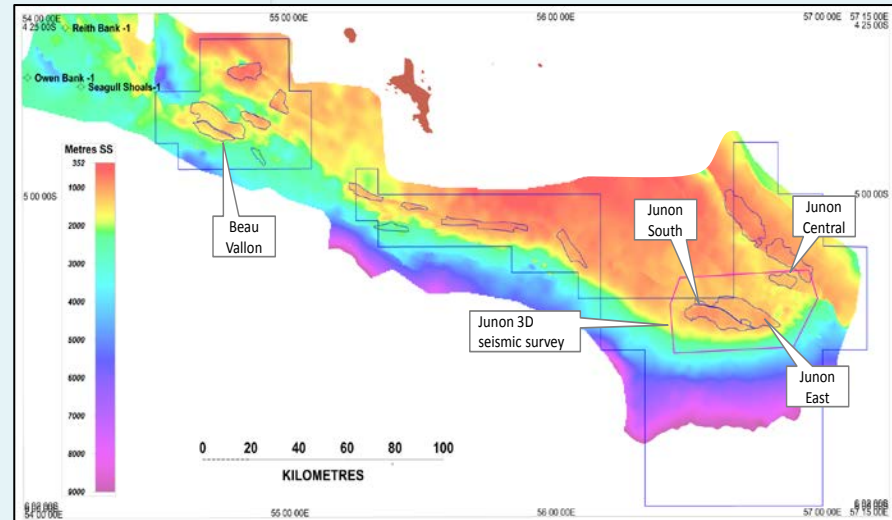 54 00 00E
4 25 00S
55 00 00E
56 00 00E
57 00 00E
57 15 00E
4 25 00S
Reith Bank -1
Owen Bank -1
Seagull Shoals-1
Metres SS
352
1000
2000
3000
4000
5000
6000
7000
8000
9000
5 00 00S
5 00 00S
Beau
Vallon
Junon
South
Junon
Central
Junon 3D
seismic survey
Junon
East
0 20 40 60 80 100
KILOMETRES
54 00 00E
55 00 00E
56 00 00E
57 00 00E
57 15 00E